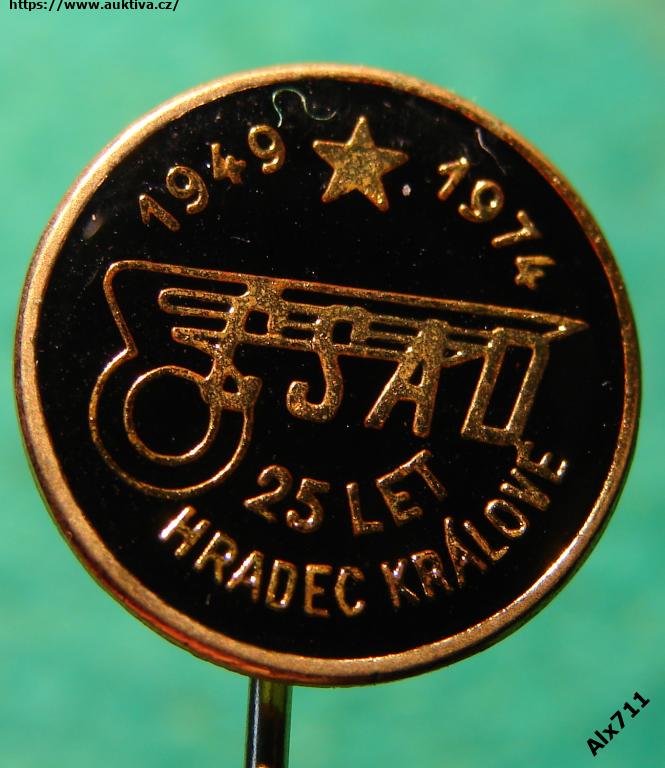 https://www.auktiva.cz/
1949 ★ 1974
ČSAD
25 LET
HRADEC KRÁLOVÉ
Alx711